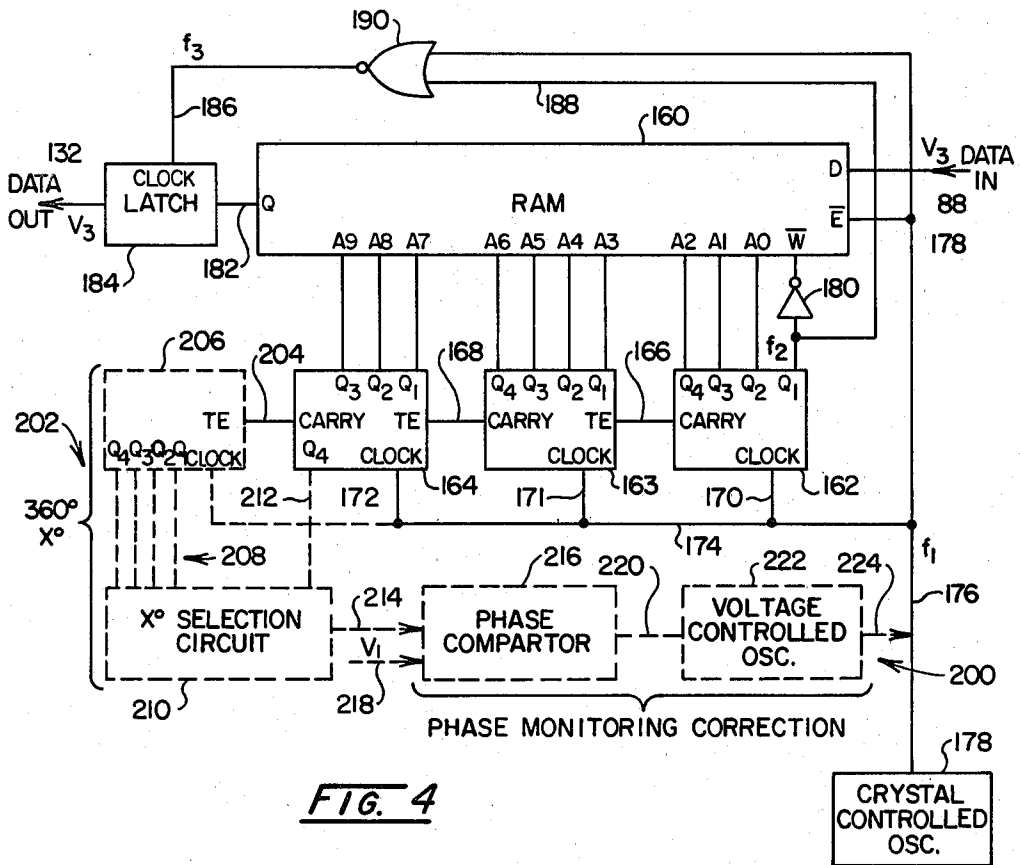 190
f3
186
188
160
132
DATA OUT
V3
CLOCK LATCH
184
182
Q
RAM
D
V3 DATA IN
88
E̅
178
A9 A8 A7 A6 A5 A4 A3 A2 A1 A0 W̅
180
f2
206
204
168
166
202
TE
Q3 Q2 Q1
CARRY TE
Q4
CLOCK
Q4 Q3 Q2 Q1
CARRY TE
CLOCK
Q4 Q3 Q2 Q1
CARRY
CLOCK
Q4 Q3 Q2 Q1 CLOCK
212
172
164
171
163
170
162
360°
X°
208
174
f1
216
220
222
224
176
X° SELECTION CIRCUIT
214
V1
218
PHASE COMPARTOR
VOLTAGE CONTROLLED OSC.
200
210
PHASE MONITORING CORRECTION
178
CRYSTAL CONTROLLED OSC.
FIG. 4